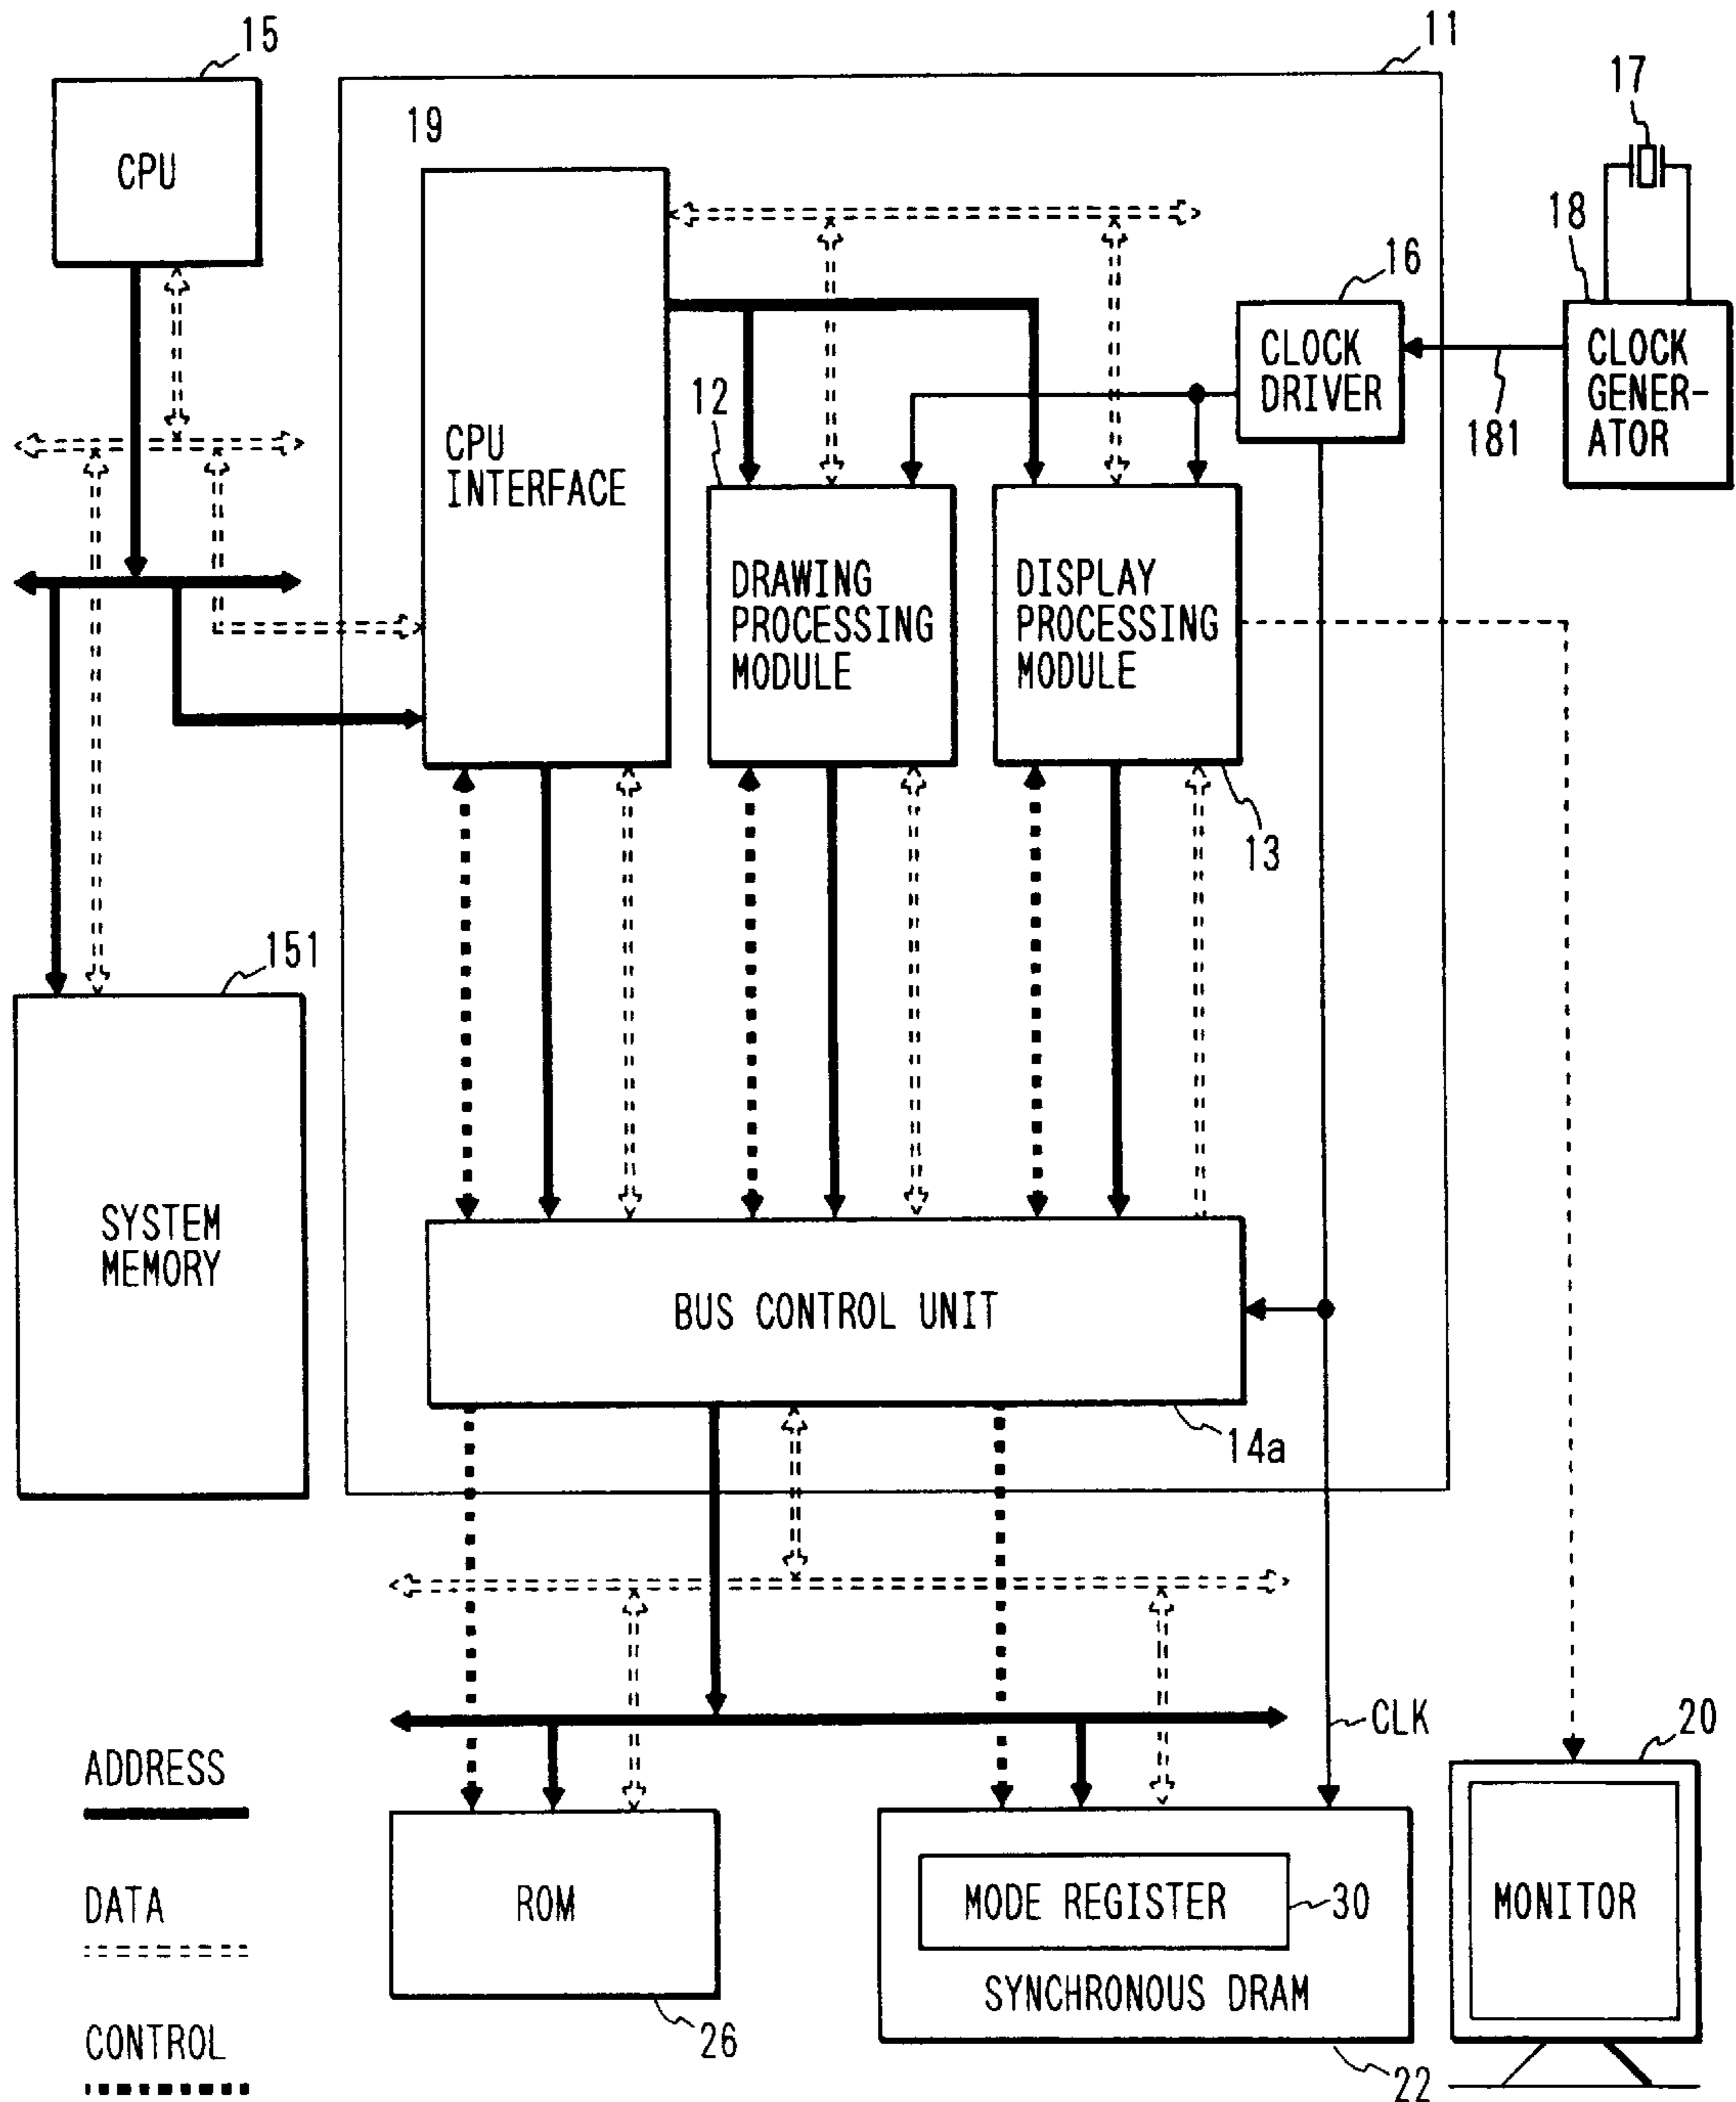 15
11
17
19
CPU
18
16
CLOCK
DRIVER
CLOCK
GENER-
ATOR
181
12
CPU
INTERFACE
DRAWING
PROCESSING
MODULE
DISPLAY
PROCESSING
MODULE
13
151
SYSTEM
MEMORY
BUS CONTROL UNIT
14a
CLK
20
ADDRESS
ROM
MODE REGISTER
30
MONITOR
DATA
SYNCHRONOUS DRAM
26
CONTROL
22